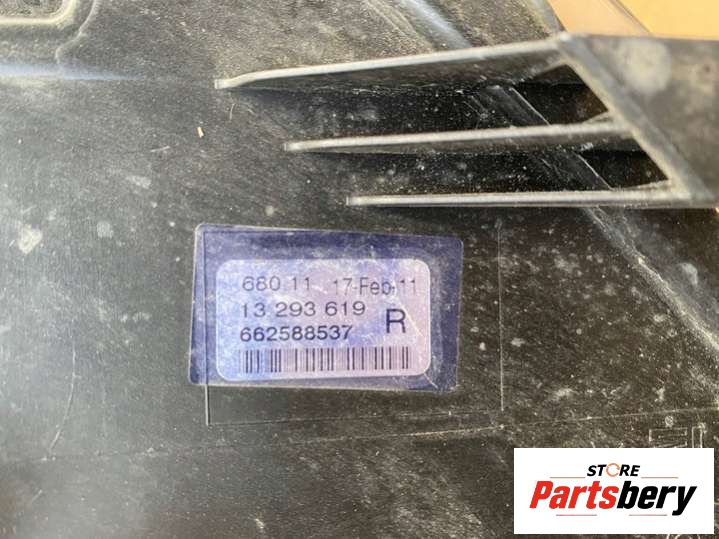 680 11 17-Feb-11
13 293 619
R
662588537
STORE
Partsbery